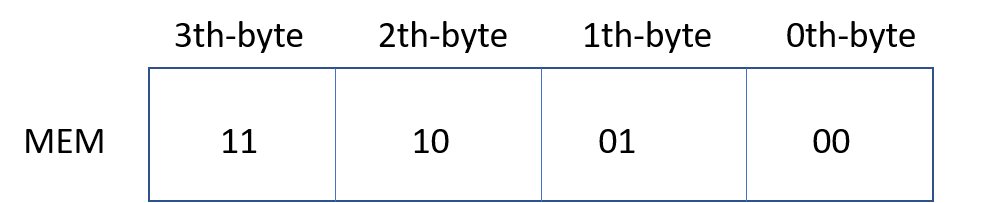 3th-byte 2th-byte 1th-byte 0th-byte
MEM 11 10 01 00